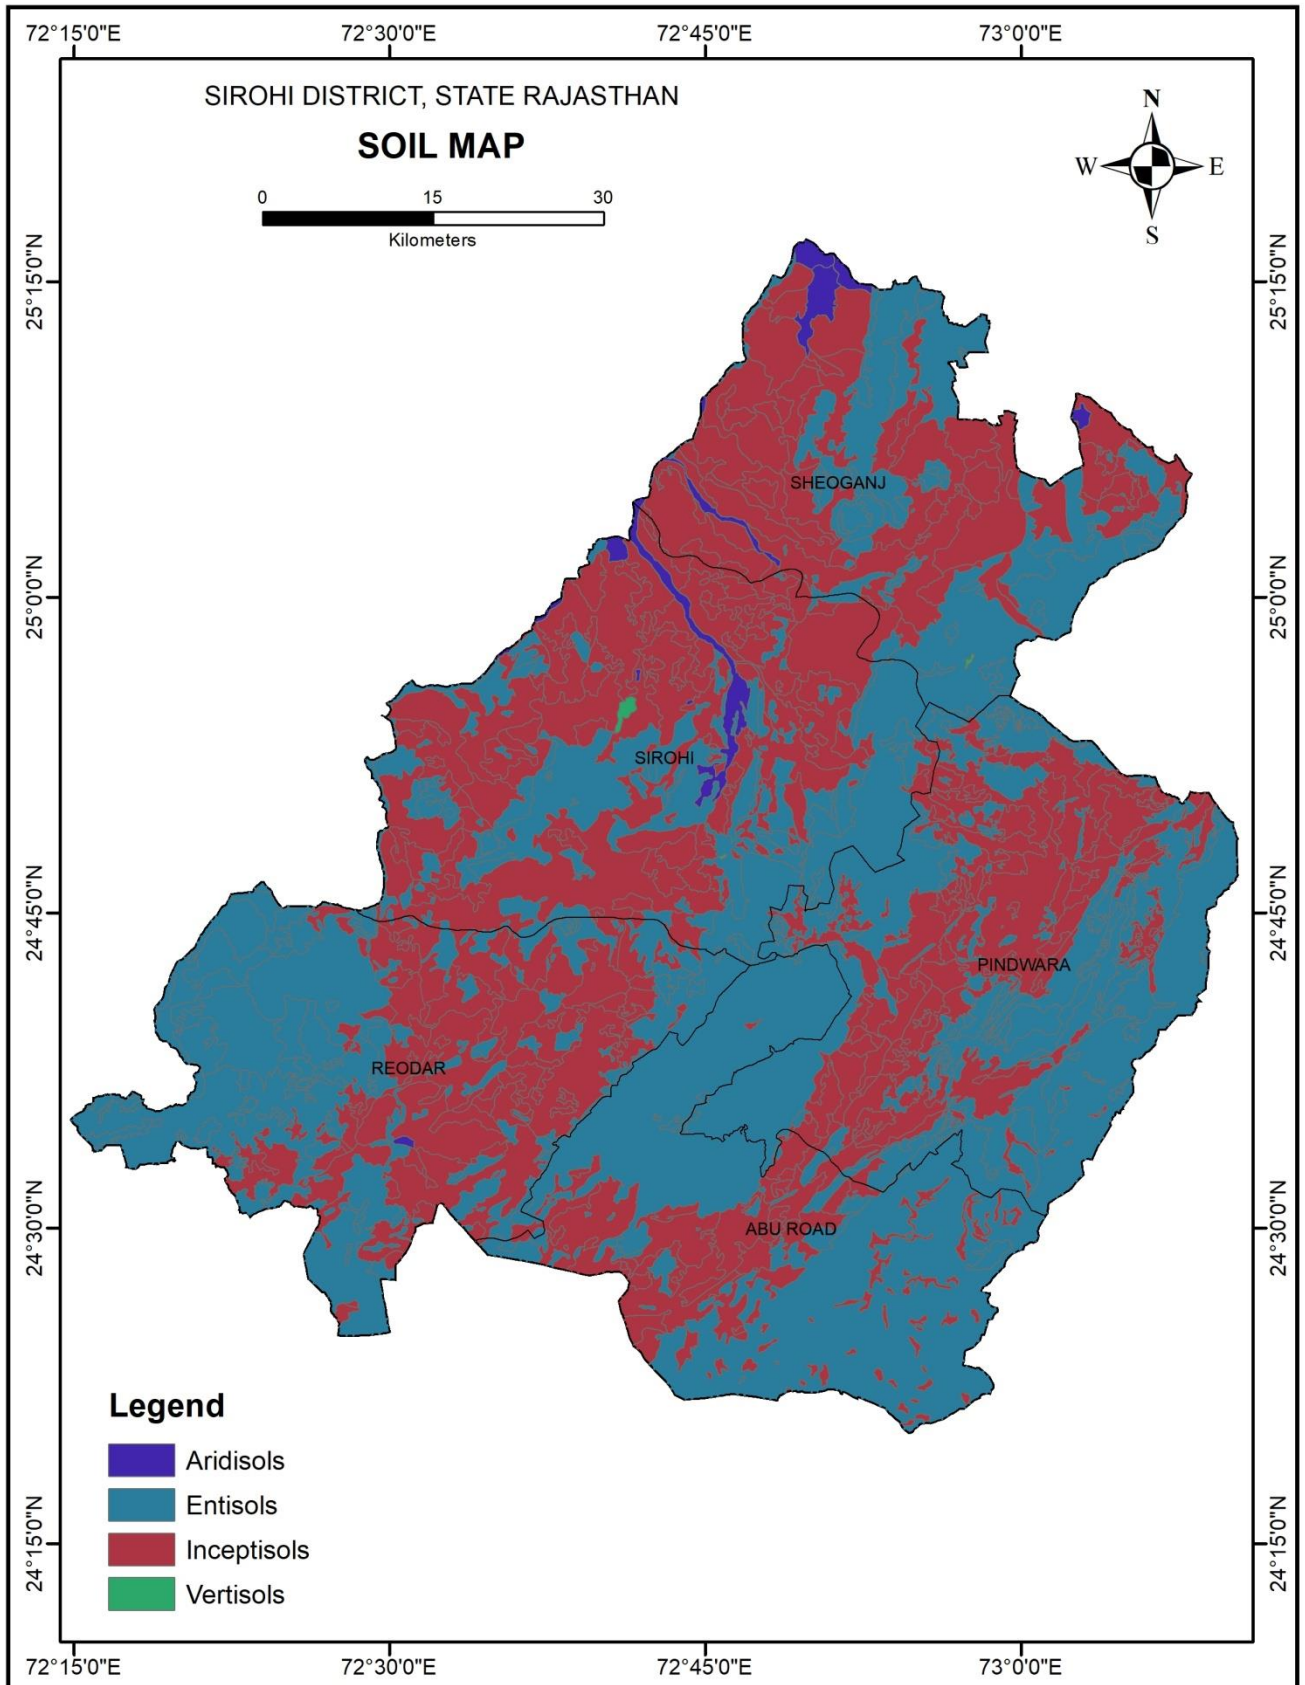 72°15'0"E 72°30'0"E 72°45'0"E 73°0'0"E
SIROHI DISTRICT, STATE RAJASTHAN
SOIL MAP
0 15 30
Kilometers
N
W E
S
25°15'0"N 25°15'0"N
SHEOGANJ
25°0'0"N 25°0'0"N
SIROHI
24°45'0"N 24°45'0"N
PINDWARA
REODAR
24°30'0"N 24°30'0"N
ABU ROAD
Legend
Aridisols
Entisols
Inceptisols
Vertisols
24°15'0"N 24°15'0"N
72°15'0"E 72°30'0"E 72°45'0"E 73°0'0"E